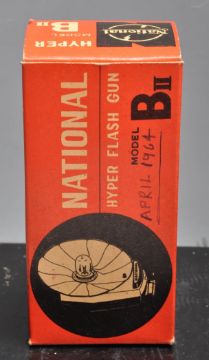 HYPER
MODEL
BII
National
NATIONAL
HYPER FLASH GUN
MODEL BII
APRIL 1964